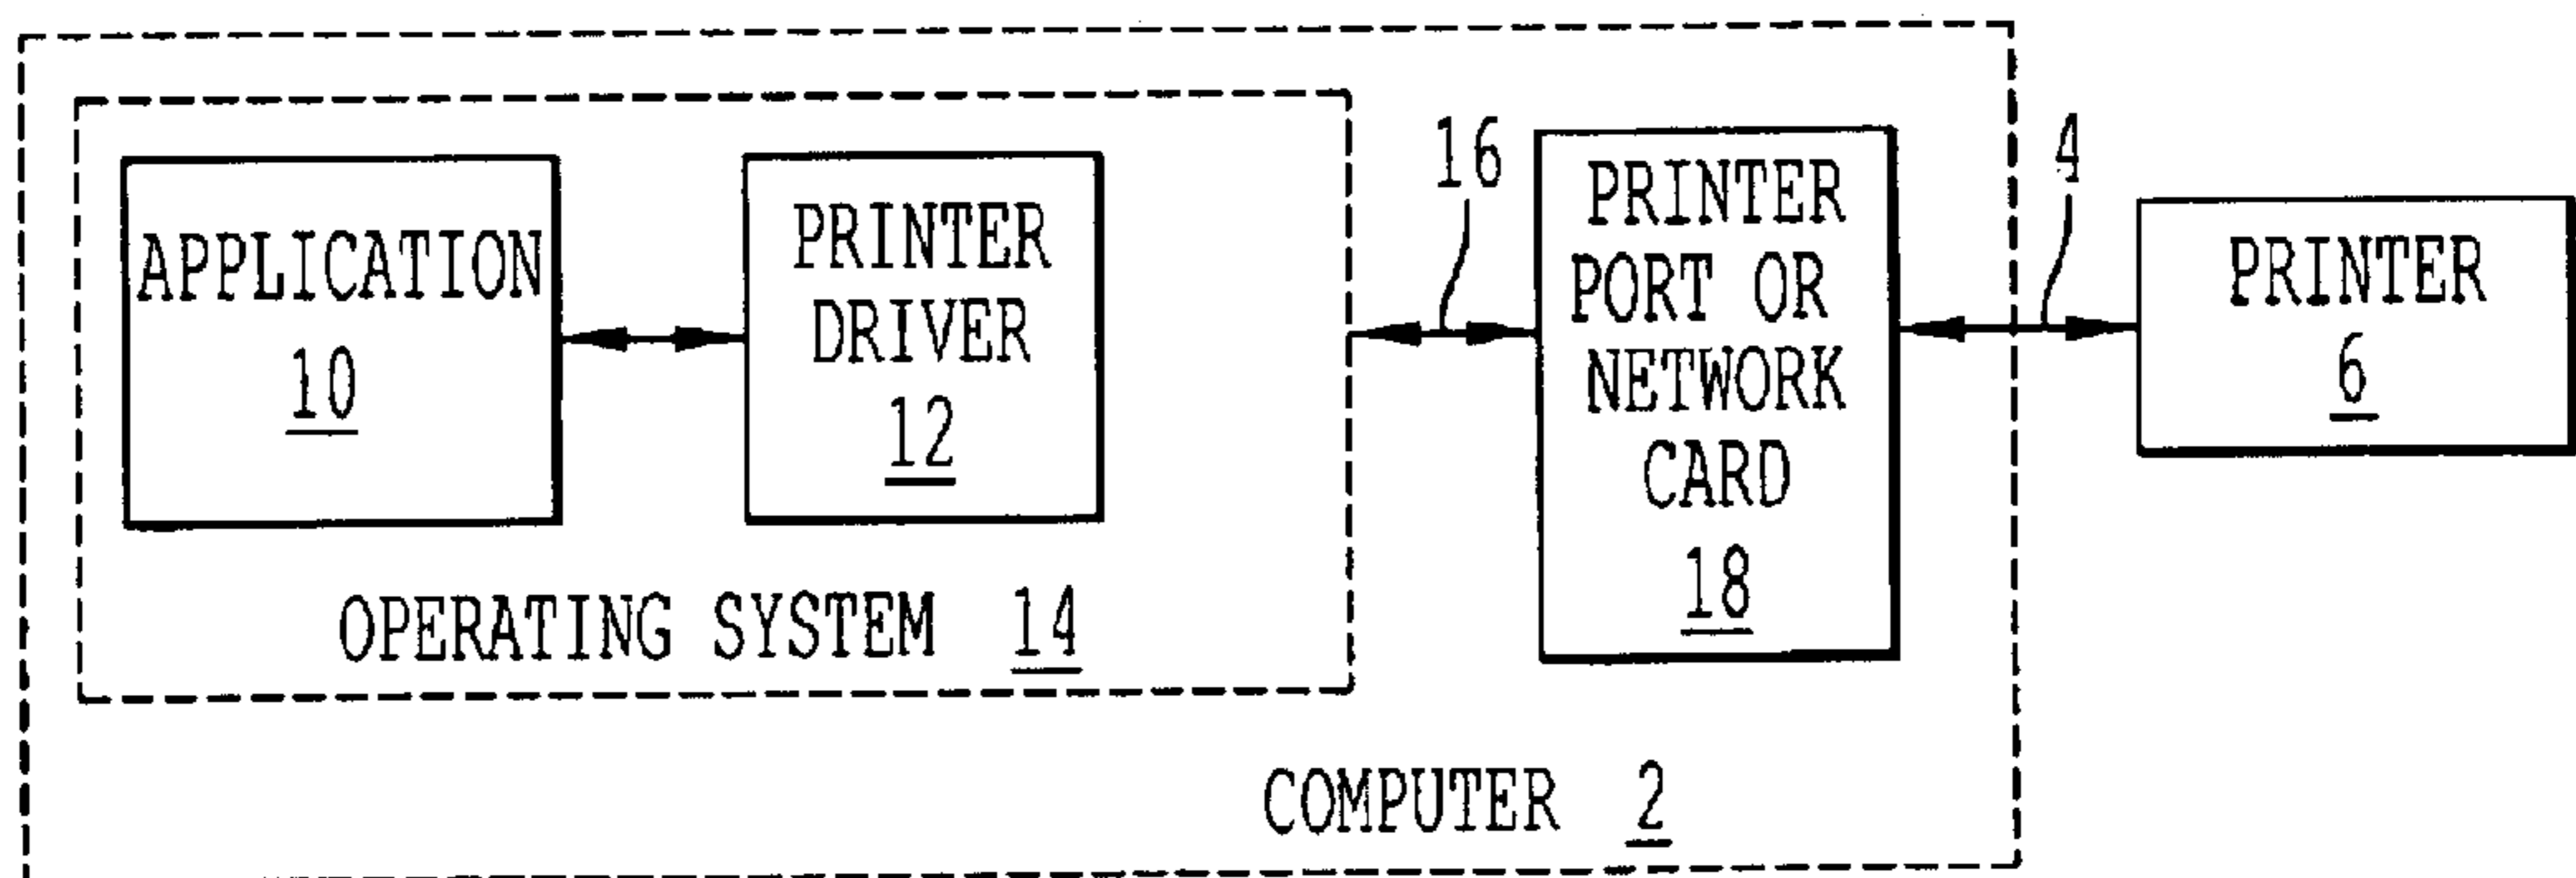 APPLICATION
10
PRINTER
DRIVER
12
OPERATING SYSTEM 14
16
PRINTER
PORT OR
NETWORK
CARD
18
4
PRINTER
6
COMPUTER 2